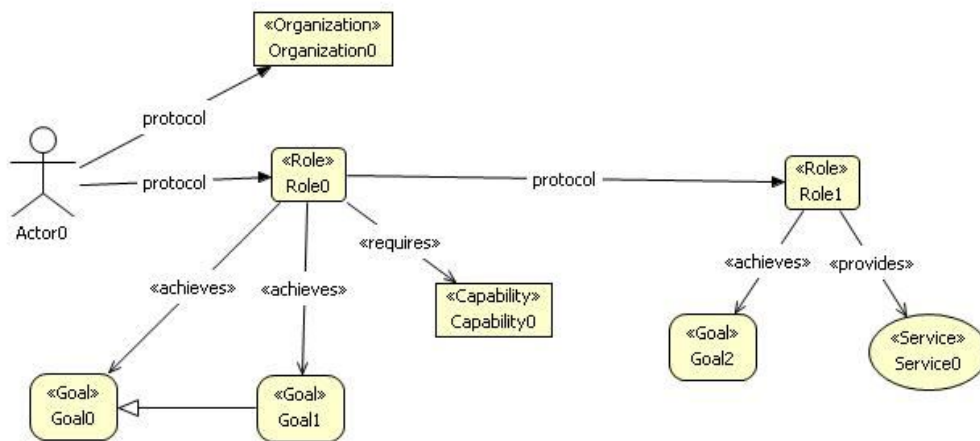 «Organization»
Organization0
protocol
«Role»
Role0
protocol
protocol
«Role»
Role1
Actor0
«requires»
«achieves»
«achieves»
«achieves»
«provides»
«Capability»
Capability0
«Goal»
Goal2
«Service»
Service0
«Goal»
Goal0
«Goal»
Goal1